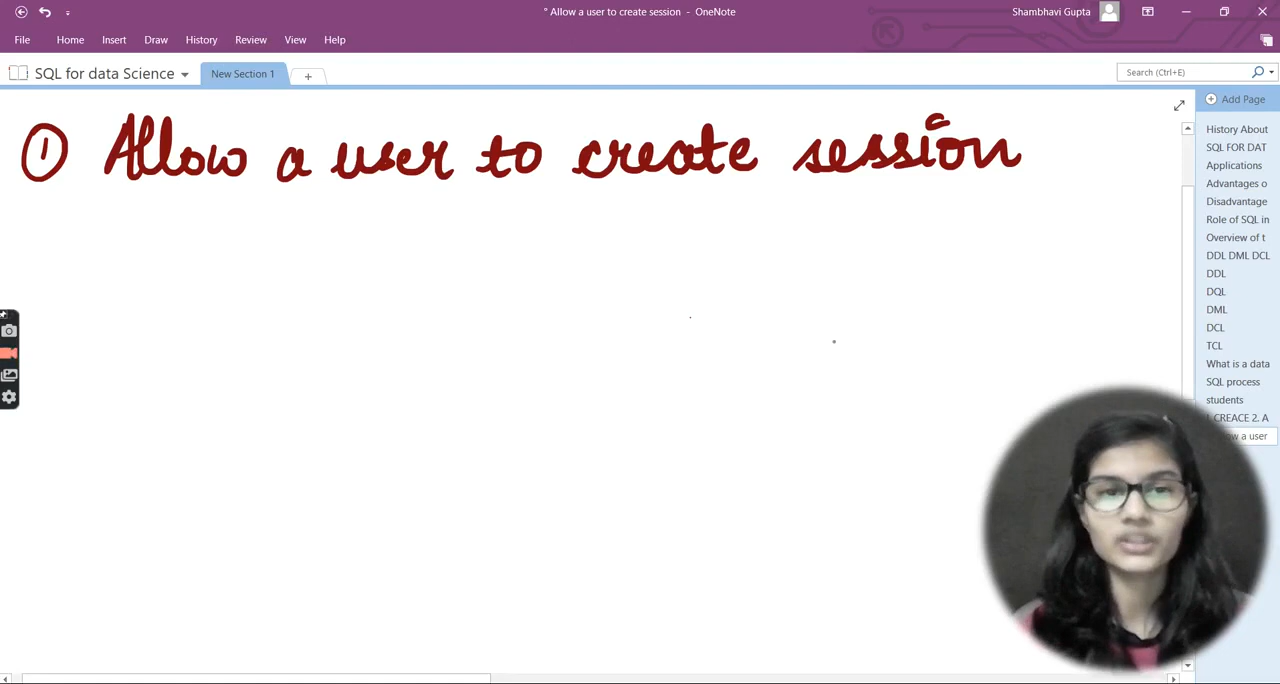 ° Allow a user to create session - OneNote
Shambhavi Gupta
File Home Insert Draw History Review View Help
SQL for data Science
New Section 1
+
Search (Ctrl+E)
Add Page
① Allow a user to create session
History About
SQL FOR DAT
Applications
Advantages o
Disadvantage
Role of SQL in
Overview of t
DDL DML DCL
DDL
DQL
DML
DCL
TCL
What is a data
SQL process
students
CREACE 2. A
w a user